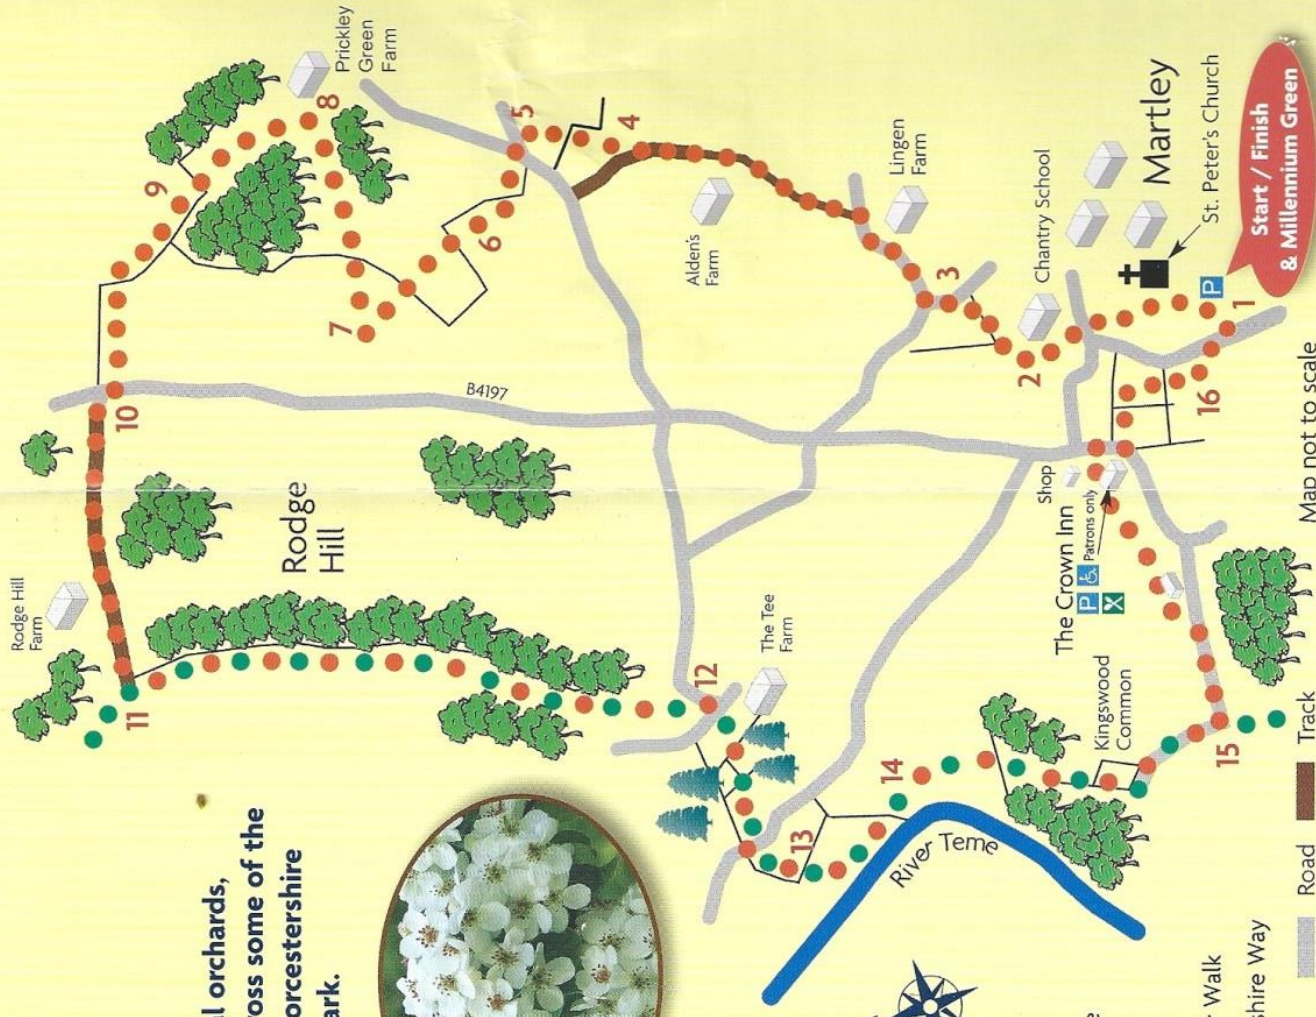 Prickley
Green
Farm
8
9
5
4
6
7
Lingen
Farm
Alden's
Farm
3
Chantry School
Martley
St. Peter's Church
Start / Finish
& Millennium Green
P
1
2
16
B4197
10
Rodge
Hill
Rodge Hill
Farm
11
12
The Tee
Farm
Shop
The Crown Inn
P
Patrons only
Kingswood
Common
13
14
15
River Teme
Map not to scale
Track
Road
Walk
shire Way
l orchards,
oss some of the
orcestershire
ark.